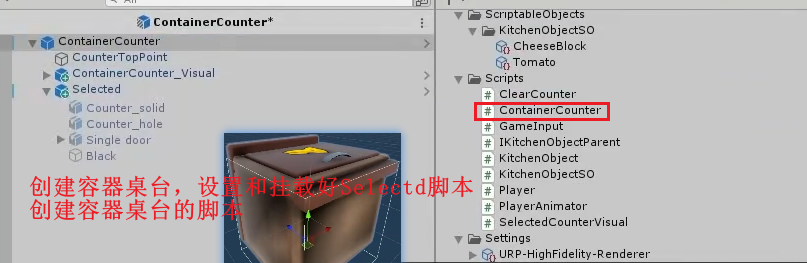 ContainerCounter*
ContainerCounter
CounterTopPoint
ContainerCounter_Visual
Selected
Counter_solid
Counter_hole
Single door
Black
创建容器桌台，设置和挂载好Selectd脚本
创建容器桌台的脚本
ScriptableObjects
KitchenObjectSO
CheeseBlock
Tomato
Scripts
ClearCounter
ContainerCounter
GameInput
IKitchenObjectParent
KitchenObject
KitchenObjectSO
Player
PlayerAnimator
SelectedCounterVisual
Settings
URP-HighFidelity-Renderer